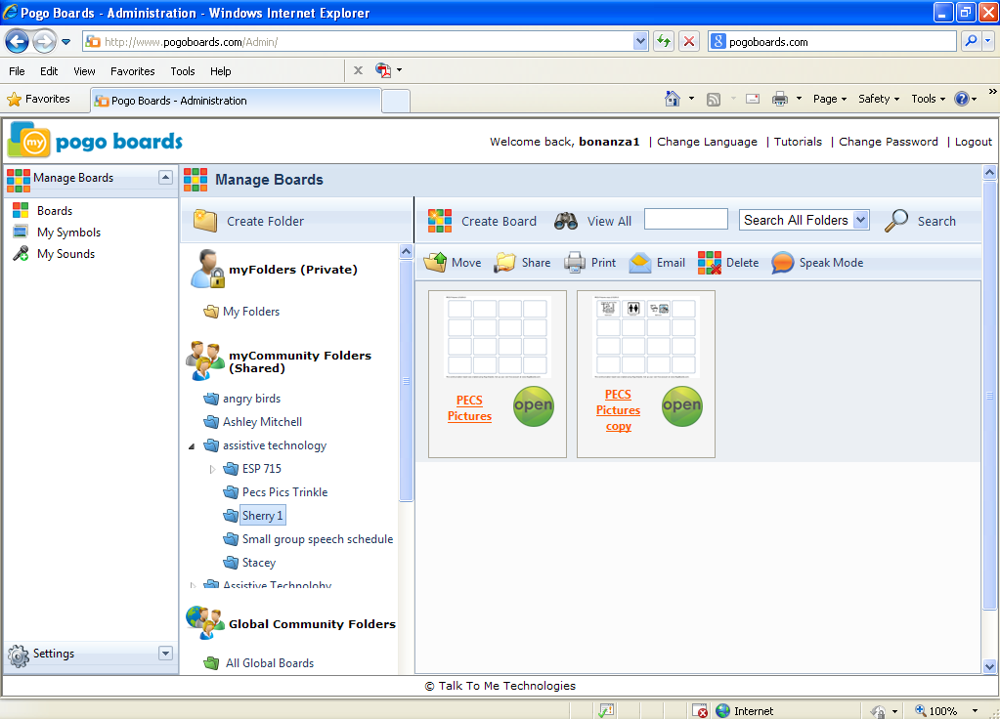 Pogo Boards - Administration - Windows Internet Explorer
http://www.pogoboards.com/Admin/
pogoboards.com
File Edit View Favorites Tools Help
Favorites
Pogo Boards - Administration
Page Safety Tools
my pogo boards
Welcome back, bonanza1 | Change Language | Tutorials | Change Password | Logout
Manage Boards
Boards
My Symbols
My Sounds
Settings
Manage Boards
Create Folder
Create Board View All Search All Folders Search
Move Share Print Email Delete Speak Mode
myFolders (Private)
My Folders
myCommunity Folders
(Shared)
angry birds
Ashley Mitchell
assistive technology
ESP 715
Pecs Pics Trinkle
Sherry 1
Small group speech schedule
Stacey
Assistive Technolohy
Global Community Folders
All Global Boards
PECS
Pictures
open
PECS
Pictures
copy
open
© Talk To Me Technologies
Internet
100%